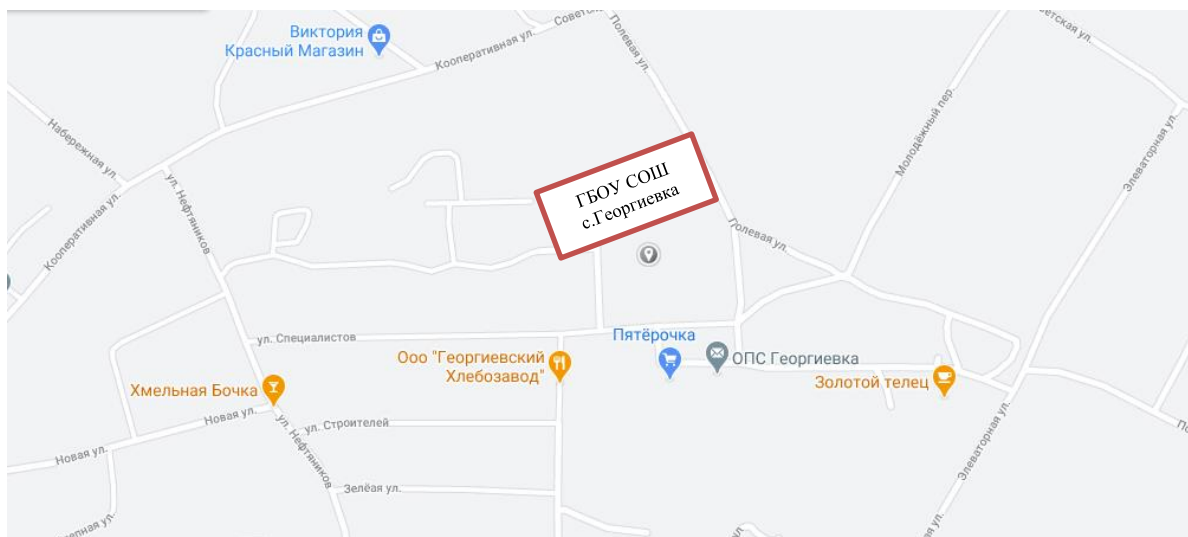 Виктория
Красный Магазин
Кооперативная ул.
Полевая ул.
Набережная ул.
ул. Нефтяников
Кооперативная ул.
ГБОУ СОШ
с.Георгиевка
Полевая ул.
Молодёжный пер.
Элеваторная ул.
ул. Специалистов
Ооо "Георгиевский
Хлебозавод"
Пятёрочка
ОПС Георгиевка
Золотой телец
Хмельная Бочка
Новая ул.
Новая ул.
ул. Нефтяников
ул. Строителей
Зелёая ул.
Элеваторная ул.